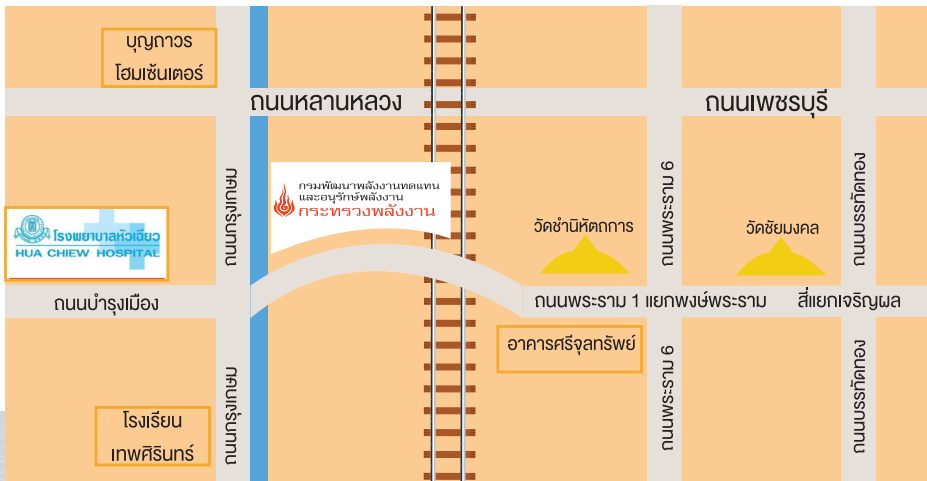 บุญถาวร
โฮมเซ้นเตอร์
ถนนหลานหลวง
ถนนเพชรบุรี
ถนนกรุงเกษม
กรมพัฒนาพลังงานทดแทน
และอนุรักษ์พลังงาน
กระทรวงพลังงาน
ถนนพระราม 6
ถนนบรรทัดทอง
โรงพยาบาลหัวเฉียว
HUA CHIEW HOSPITAL
วัดชำนิหัตถการ
วัดชัยมงคล
ถนนบำรุงเมือง
ถนนพระราม 1 แยกพงษ์พระราม
สี่แยกเจริญผล
อาคารศรีจุลทรัพย์
ถนนกรุงเกษม
ถนนพระราม 6
ถนนบรรทัดทอง
โรงเรียน
เทพศิรินทร์